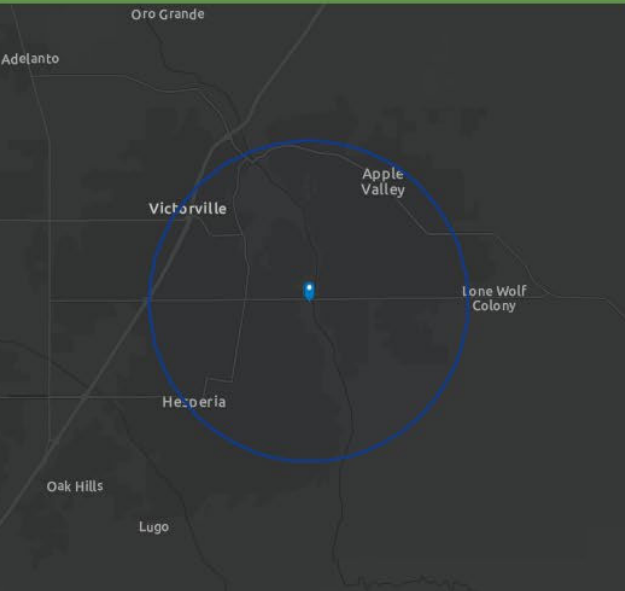 Oro Grande
Adelanto
Apple
Valley
Victorville
Lone Wolf
Colony
Hesperia
Oak Hills
Lugo